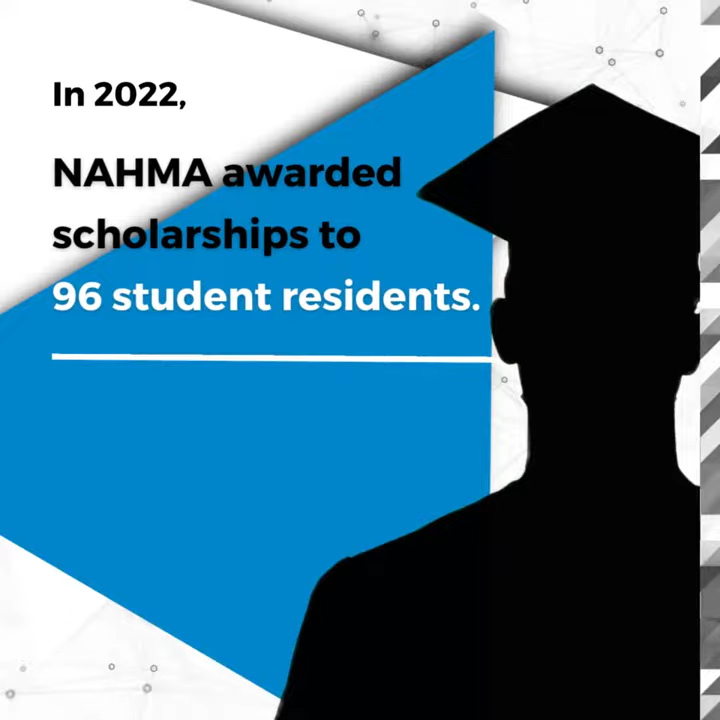 In 2022,
NAHMA awarded
scholarships to
96 student residents.